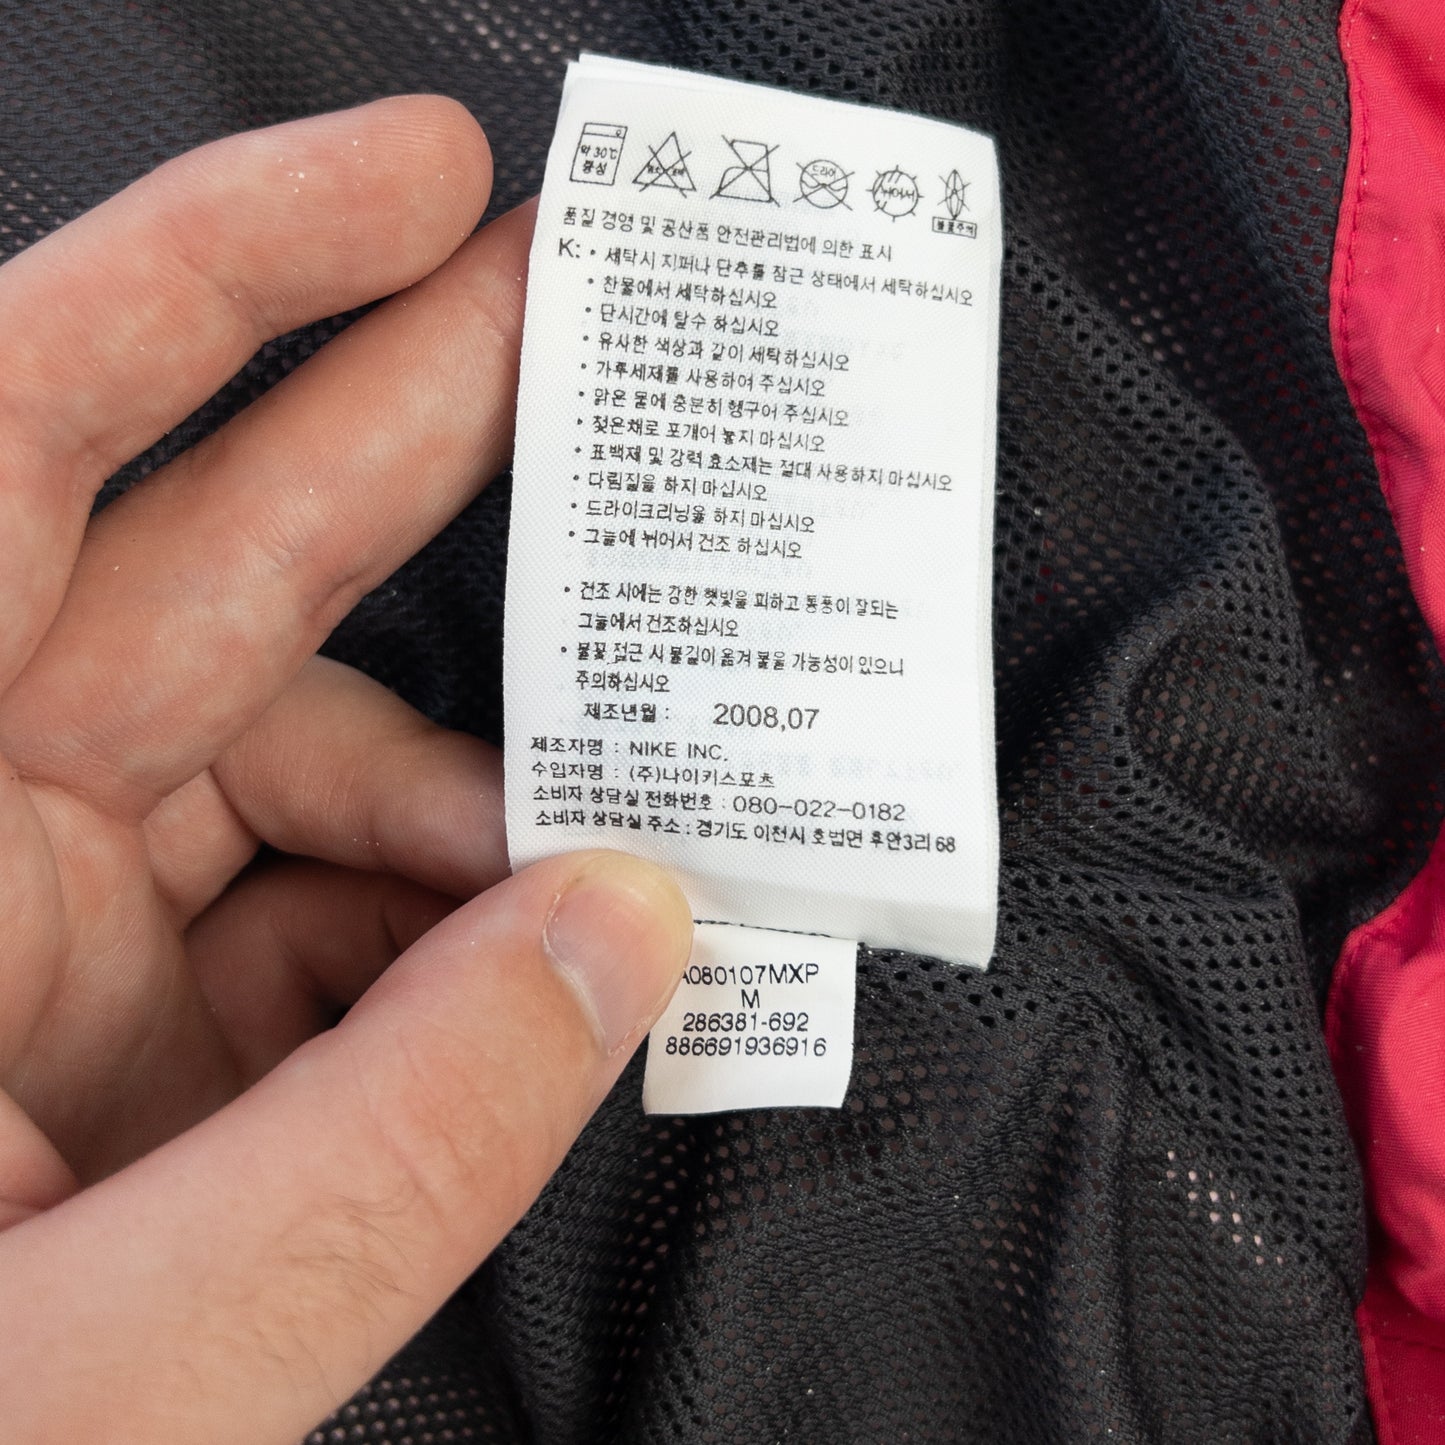 약 30℃
중성
드라이
뉘어서
불꽃주의
품질 경영 및 공산품 안전관리법에 의한 표시
K: • 세탁시 지퍼나 단추를 잠근 상태에서 세탁하십시오
• 찬물에서 세탁하십시오
• 단시간에 탈수 하십시오
• 유사한 색상과 같이 세탁하십시오
• 가루세제를 사용하여 주십시오
• 맑은 물에 충분히 헹구어 주십시오
• 젖은채로 포개어 놓지 마십시오
• 표백제 및 강력 효소제는 절대 사용하지 마십시오
• 다림질을 하지 마십시오
• 드라이크리닝을 하지 마십시오
• 그늘에 뉘어서 건조 하십시오
• 건조 시에는 강한 햇빛을 피하고 통풍이 잘되는
그늘에서 건조하십시오
• 불꽃 접근 시 불길이 옮겨 붙을 가능성이 있으니
주의하십시오
제조년월 : 2008,07
제조자명 : NIKE INC.
수입자명 : (주)나이키스포츠
소비자 상담실 전화번호 : 080-022-0182
소비자 상담실 주소 : 경기도 이천시 호법면 후안3리 68
A080107MXP
M
286381-692
886691936916